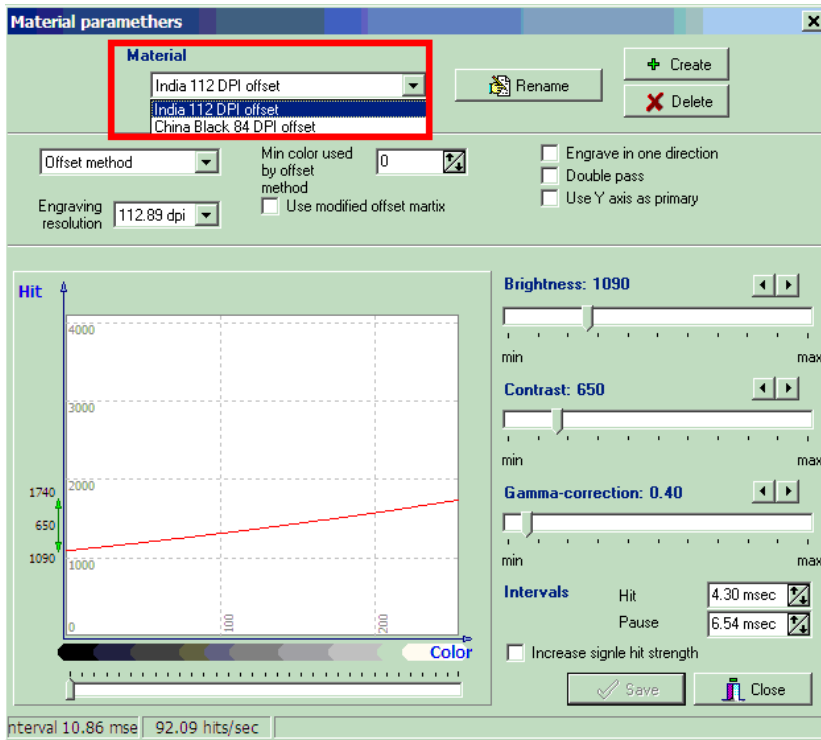 Material paramethers
Material
India 112 DPI offset
India 112 DPI offset
China Black 84 DPI offset
Rename
Create
Delete
Offset method
Min color used
by offset
method
0
Engrave in one direction
Double pass
Use Y axis as primary
Engraving
resolution
112.89 dpi
Use modified offset martix
Hit
4000
3000
2000
1000
0
1740
650
1090
100
200
Color
Brightness: 1090
min
max
Contrast: 650
min
max
Gamma-correction: 0.40
min
max
Intervals
Hit
4.30 msec
Pause
6.54 msec
Increase signle hit strength
Save
Close
nterval 10.86 mse
92.09 hits/sec